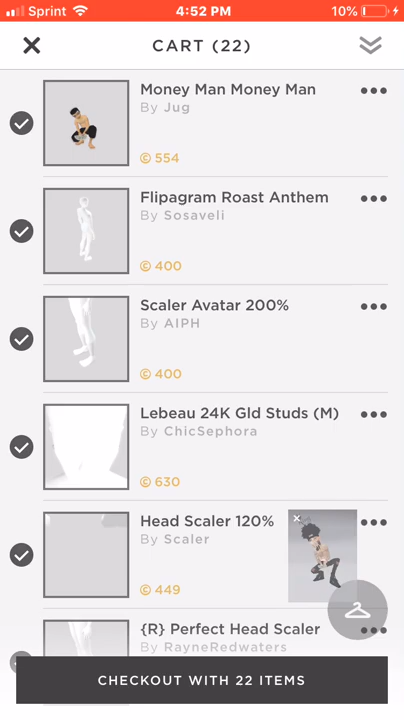 Sprint 4:52 PM 10%
CART (22)
Money Man Money Man
By Jug
© 554
Flipagram Roast Anthem
By Sosaveli
© 400
Scaler Avatar 200%
By AIPH
© 400
Lebeau 24K Gld Studs (M)
By ChicSephora
© 630
Head Scaler 120%
By Scaler
© 449
{R} Perfect Head Scaler
By RayneRedwaters
CHECKOUT WITH 22 ITEMS